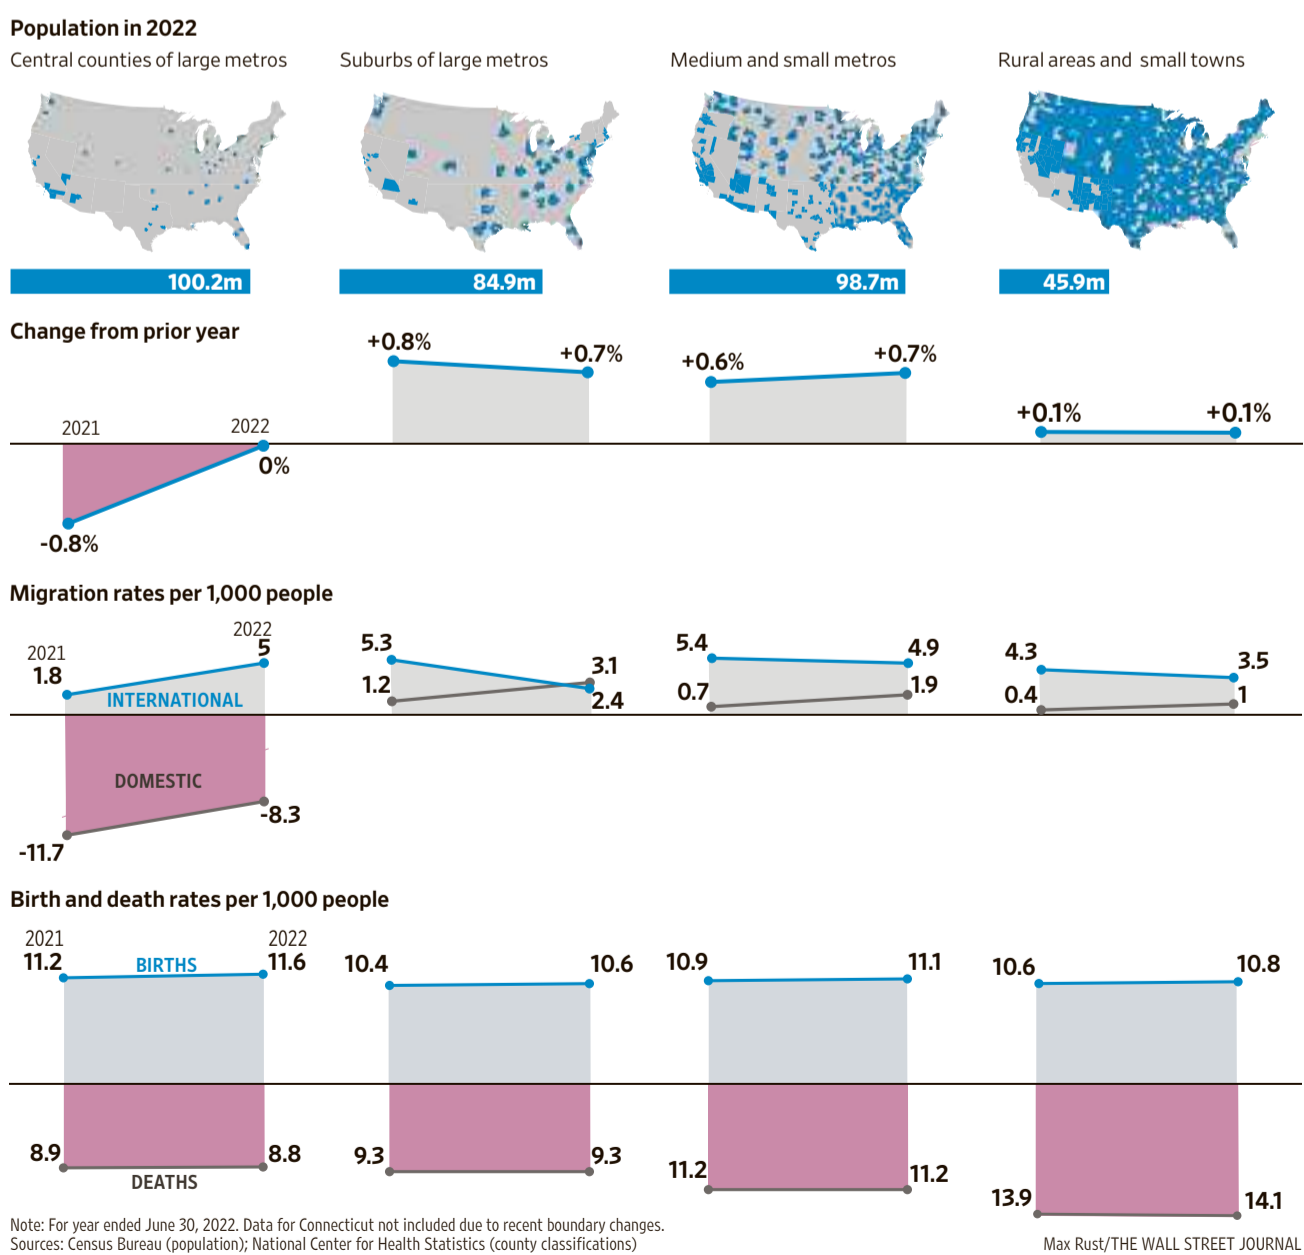 Population in 2022
Central counties of large metros
Suburbs of large metros
Medium and small metros
Rural areas and small towns
100.2m
84.9m
98.7m
45.9m
Change from prior year
2021
2022
-0.8%
0%
+0.8%
+0.7%
+0.6%
+0.7%
+0.1%
+0.1%
Migration rates per 1,000 people
2021
1.8
2022
5
INTERNATIONAL
DOMESTIC
-11.7
-8.3
5.3
1.2
3.1
2.4
5.4
0.7
4.9
1.9
4.3
0.4
3.5
1
Birth and death rates per 1,000 people
2021
11.2
BIRTHS
2022
11.6
10.4
10.6
10.9
11.1
10.6
10.8
8.9
8.8
DEATHS
9.3
9.3
11.2
11.2
13.9
14.1
Note: For year ended June 30, 2022. Data for Connecticut not included due to recent boundary changes.
Sources: Census Bureau (population); National Center for Health Statistics (county classifications)
Max Rust/THE WALL STREET JOURNAL